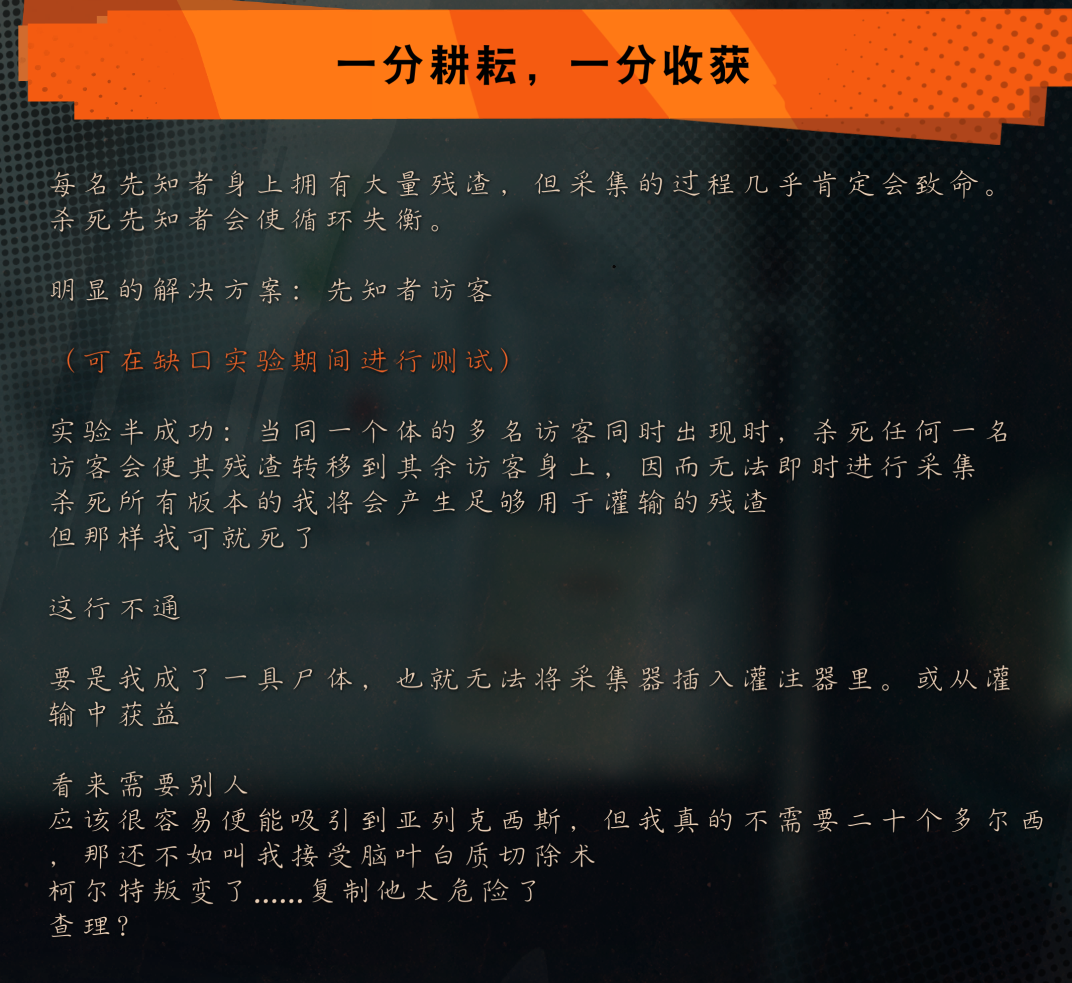 一分耕耘，一分收获
每名先知者身上拥有大量残渣，但采集的过程几乎肯定会致命。
杀死先知者会使循环失衡。
明显的解决方案：先知者访客
（可在缺口实验期间进行测试）
实验半成功：当同一个体的多名访客同时出现时，杀死任何一名
访客会使其残渣转移到其余访客身上，因而无法即时进行采集
杀死所有版本的我将会产生足够用于灌输的残渣
但那样我可就死了
这行不通
要是我成了一具尸体，也就无法将采集器插入灌注器里。或从灌
输中获益
看来需要别人
应该很容易便能吸引到亚列克西斯，但我真的不需要二十个多尔西
，那还不如叫我接受脑叶白质切除术
柯尔特叛变了......复制他太危险了
查理？